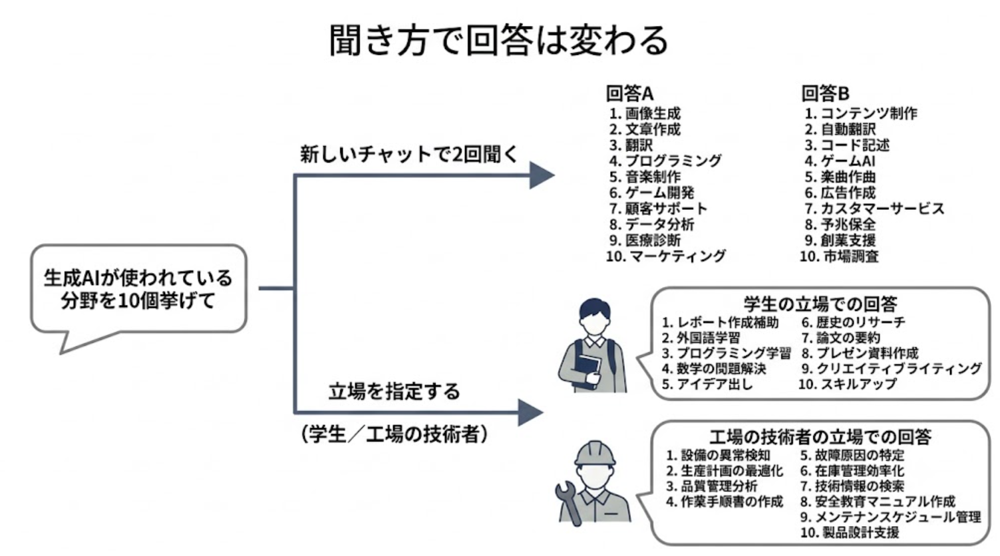 聞き方で回答は変わる
生成AIが使われている
分野を10個挙げて
新しいチャットで2回聞く
回答A
1. 画像生成
2. 文章作成
3. 翻訳
4. プログラミング
5. 音楽制作
6. ゲーム開発
7. 顧客サポート
8. データ分析
9. 医療診断
10. マーケティング
回答B
1. コンテンツ制作
2. 自動翻訳
3. コード記述
4. ゲームAI
5. 楽曲作曲
6. 広告作成
7. カスタマーサービス
8. 予兆保全
9. 創薬支援
10. 市場調査
立場を指定する
（学生／工場の技術者）
学生の立場での回答
1. レポート作成補助
2. 外国語学習
3. プログラミング学習
4. 数学の問題解決
5. アイデア出し
6. 歴史のリサーチ
7. 論文の要約
8. プレゼン資料作成
9. クリエイティブライティング
10. スキルアップ
工場の技術者の立場での回答
1. 設備の異常検知
2. 生産計画の最適化
3. 品質管理分析
4. 作業手順書の作成
5. 故障原因の特定
6. 在庫管理効率化
7. 技術情報の検索
8. 安全教育マニュアル作成
9. メンテナンスケジュール管理
10. 製品設計支援